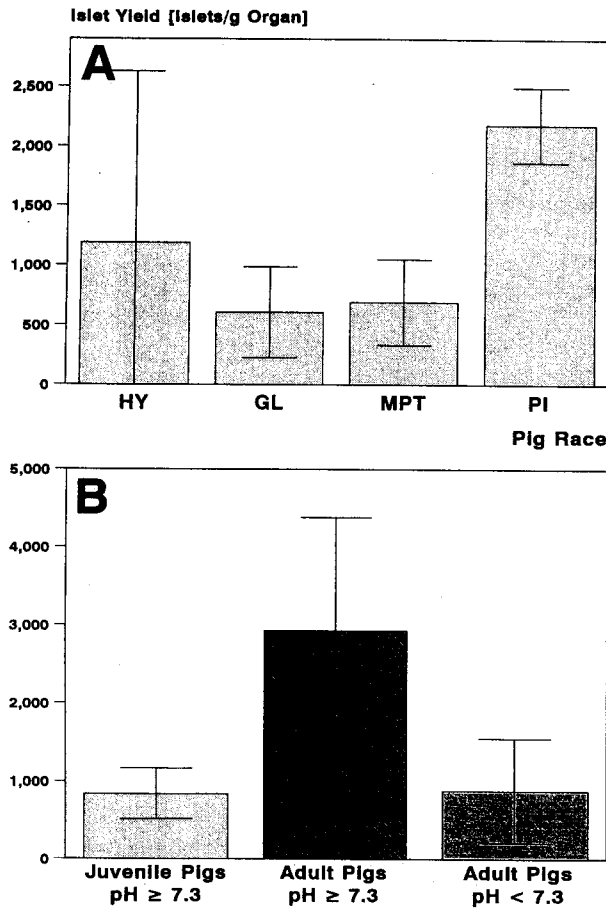 Islet Yield [Islets/g Organ]
A
2,500
2,000
1,500
1,000
500
0
HY GL MPT PI
Pig Race
B
5,000
4,000
3,000
2,000
1,000
0
Juvenile Pigs Adult Pigs Adult Pigs
pH ≥ 7.3 pH ≥ 7.3 pH < 7.3